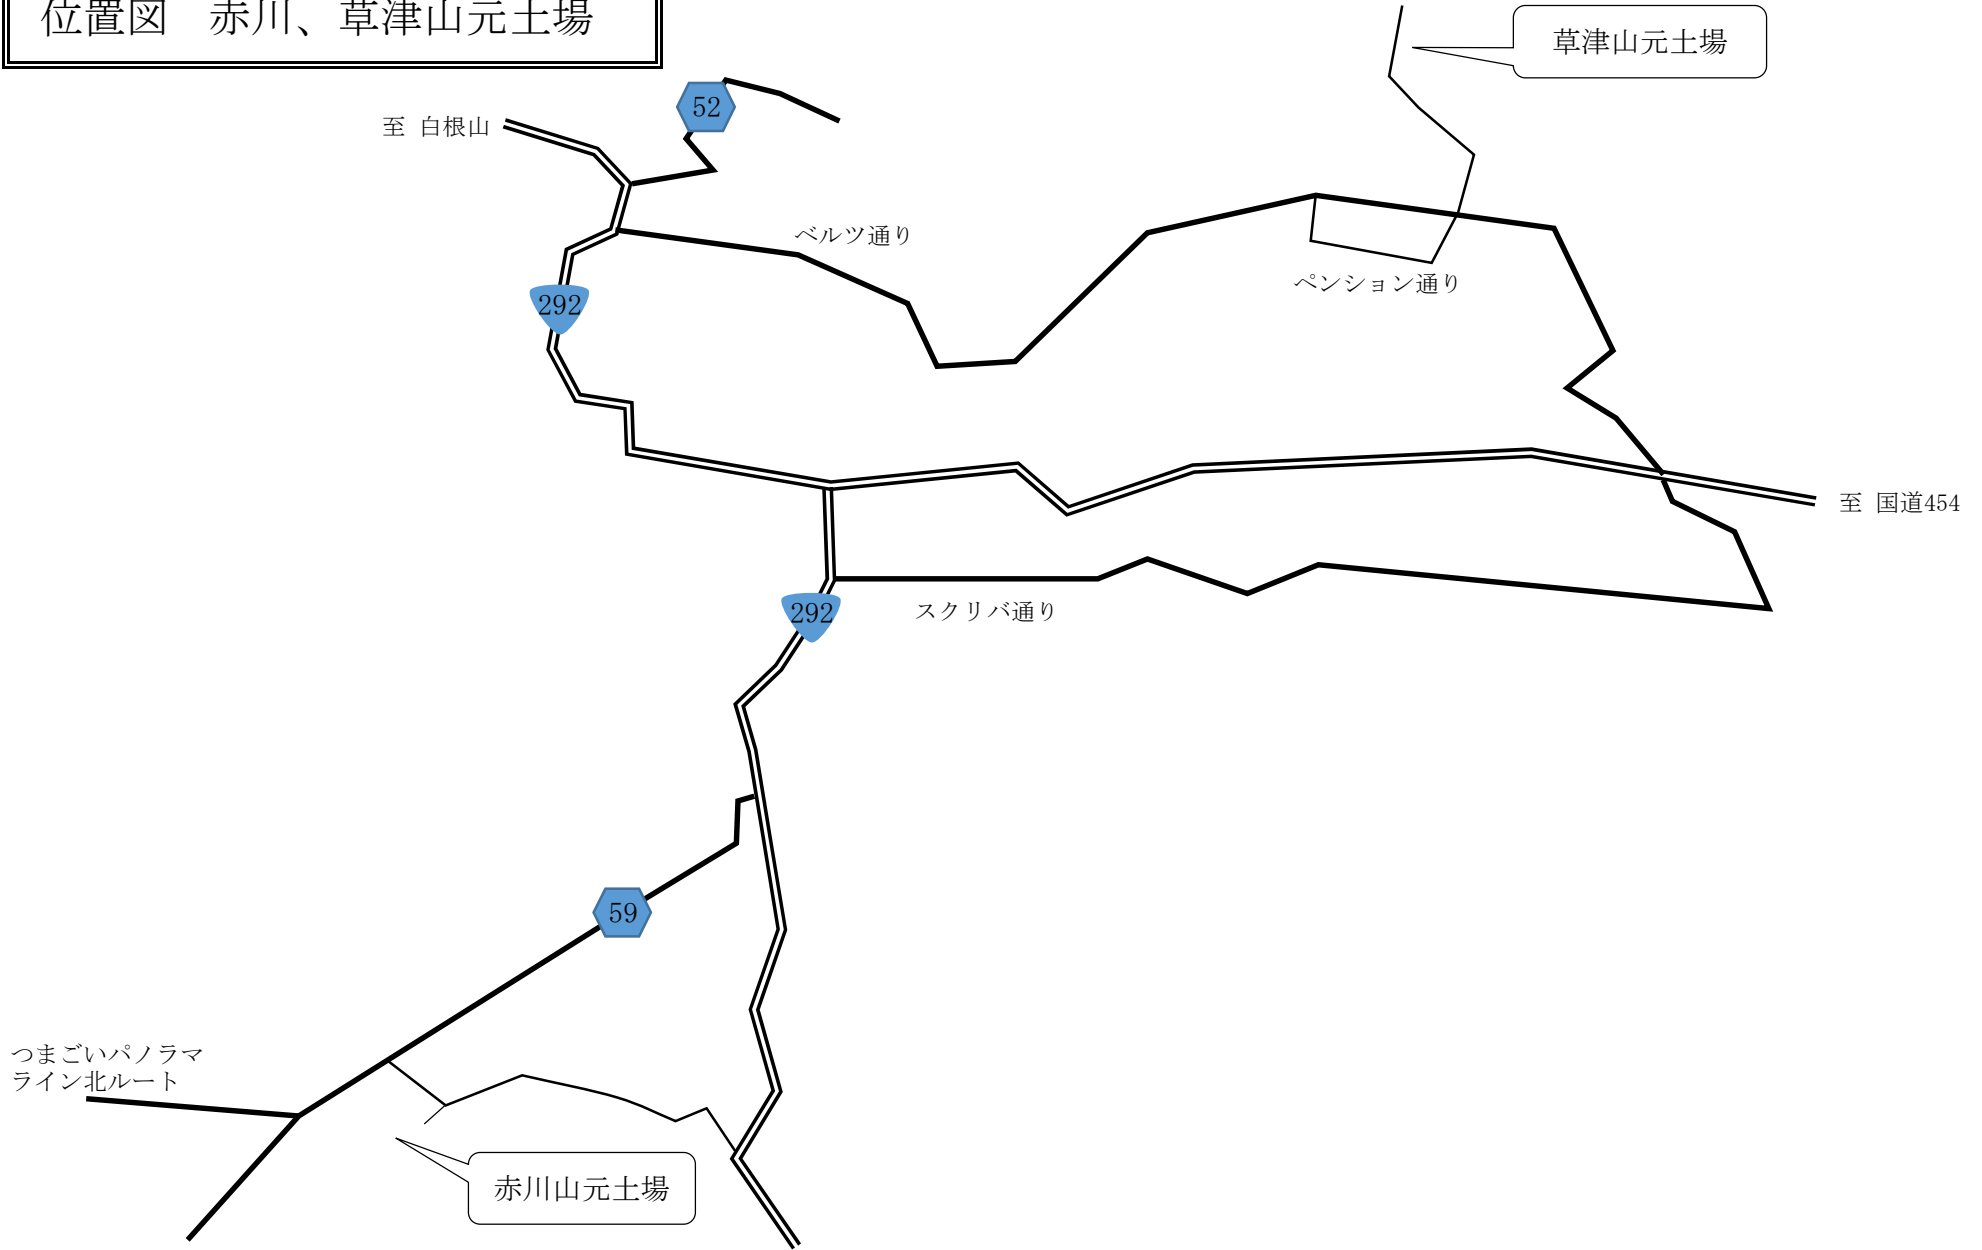 位置図　赤川、草津山元土場
草津山元土場
52
至 白根山
ベルツ通り
ペンション通り
292
至 国道454
スクリバ通り
292
59
つまごいパノラマ
ライン北ルート
赤川山元土場